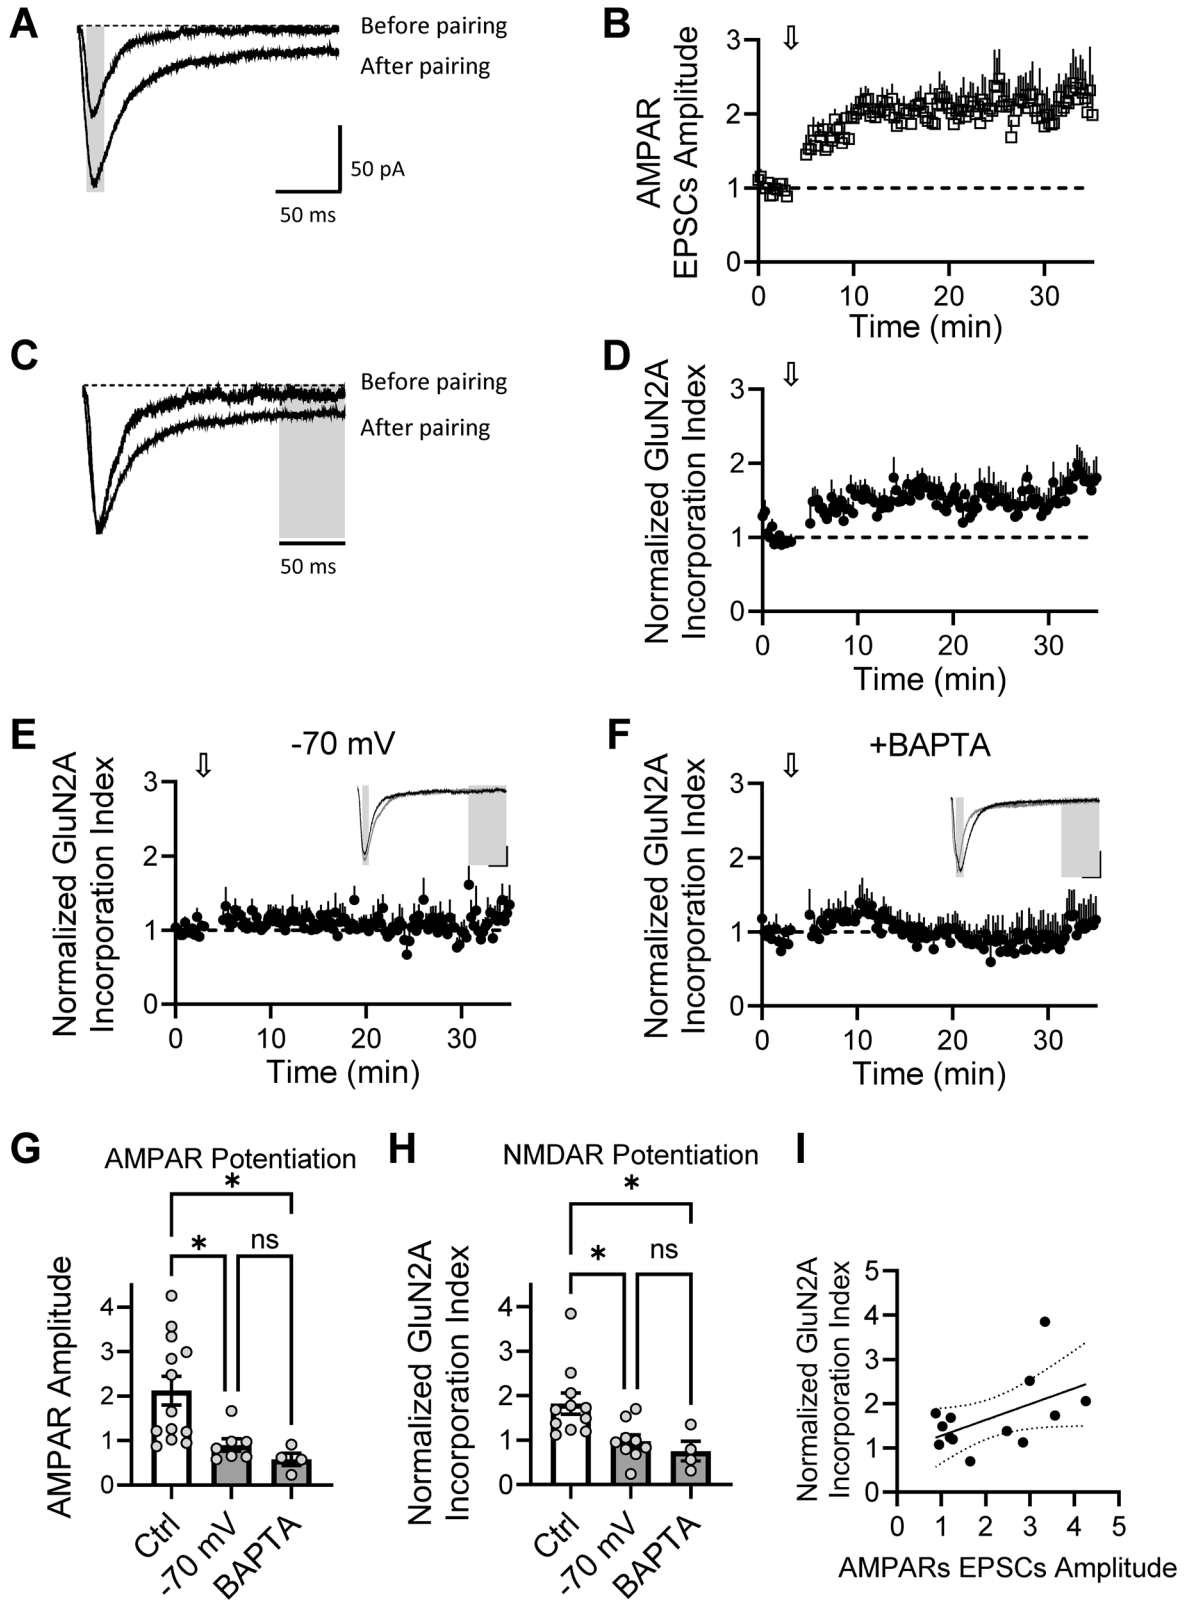 A
Before pairing
After pairing
50 pA
50 ms
B
AMPAR
EPSCs Amplitude
3
2
1
0
0 10 20 30
Time (min)
C
Before pairing
After pairing
50 ms
D
Normalized GluN2A
Incorporation Index
3
2
1
0
0 10 20 30
Time (min)
E
-70 mV
Normalized GluN2A
Incorporation Index
3
2
1
0
0 10 20 30
Time (min)
F
+BAPTA
Normalized GluN2A
Incorporation Index
3
2
1
0
0 10 20 30
Time (min)
G
AMPAR Potentiation
*
* ns
AMPAR Amplitude
4
3
2
1
0
Ctrl
-70 mV
BAPTA
H
NMDAR Potentiation
*
* ns
Normalized GluN2A
Incorporation Index
4
3
2
1
0
Ctrl
-70 mV
BAPTA
I
Normalized GluN2A
Incorporation Index
5
4
3
2
1
0
0 1 2 3 4 5
AMPARs EPSCs Amplitude